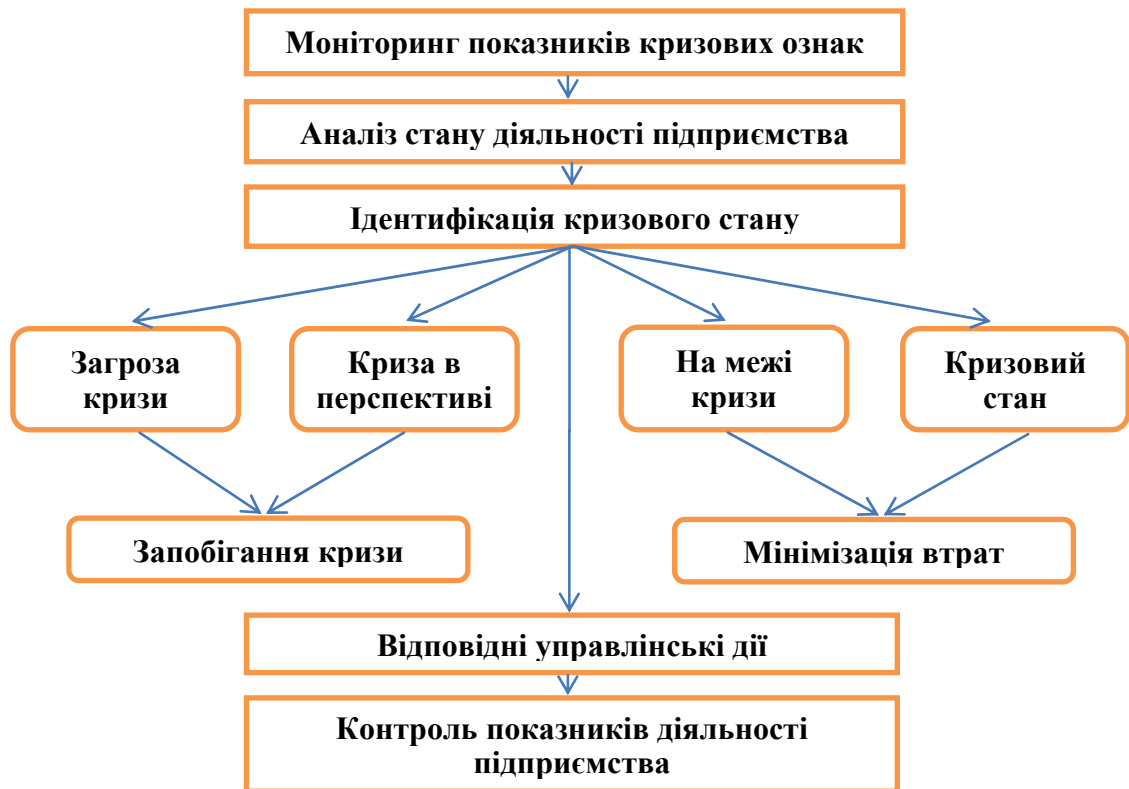 Моніторинг показників кризових ознак
Аналіз стану діяльності підприємства
Ідентифікація кризового стану
Загроза
кризи
Криза в
перспективі
На межі
кризи
Кризовий
стан
Запобігання кризи
Мінімізація втрат
Відповідні управлінські дії
Контроль показників діяльності
підприємства